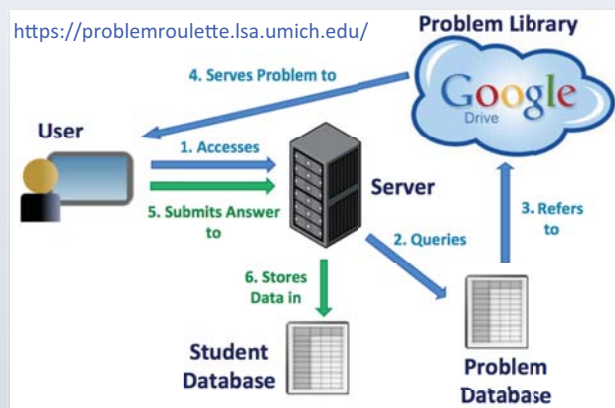 https://problemroulette.lsa.umich.edu/
Problem Library
4. Serves Problem to
Google
Drive
User
1. Accesses
Server
5. Submits Answer
to
2. Queries
3. Refers
to
6. Stores
Data in
Student
Database
Problem
Database